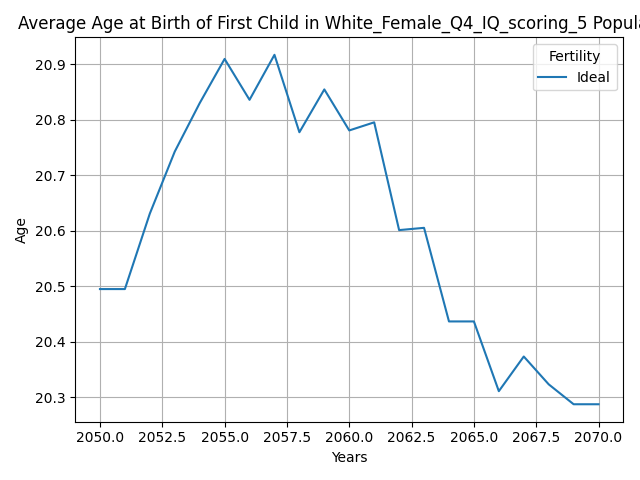 Average Age at Birth of First Child in White_Female_Q4_IQ_scoring_5 Popula
Fertility
Ideal
20.9
20.8
20.7
20.6
20.5
20.4
20.3
Age
2050.0 2052.5 2055.0 2057.5 2060.0 2062.5 2065.0 2067.5 2070.0
Years